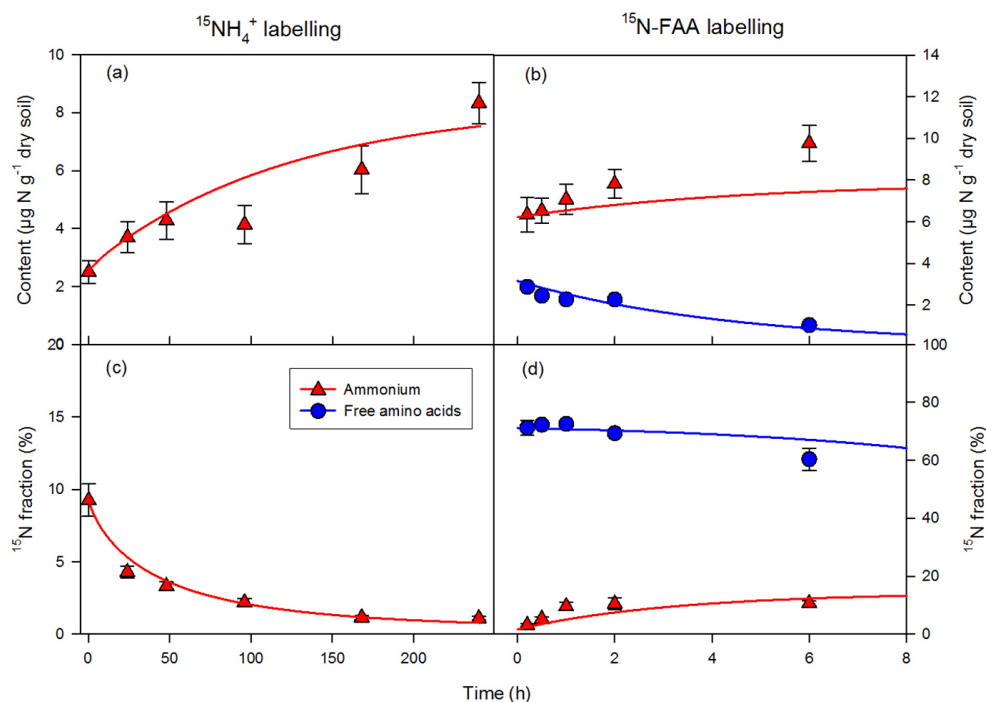 ¹⁵NH₄⁺ labelling
¹⁵N-FAA labelling
(a)
(b)
Content (µg N g⁻¹ dry soil)
10
8
6
4
2
0
14
12
10
8
6
4
2
0
Content (µg N g⁻¹ dry soil)
(c)
(d)
Ammonium
Free amino acids
¹⁵N fraction (%)
20
15
10
5
0
100
80
60
40
20
0
¹⁵N fraction (%)
0 50 100 150 200
0 2 4 6 8
Time (h)